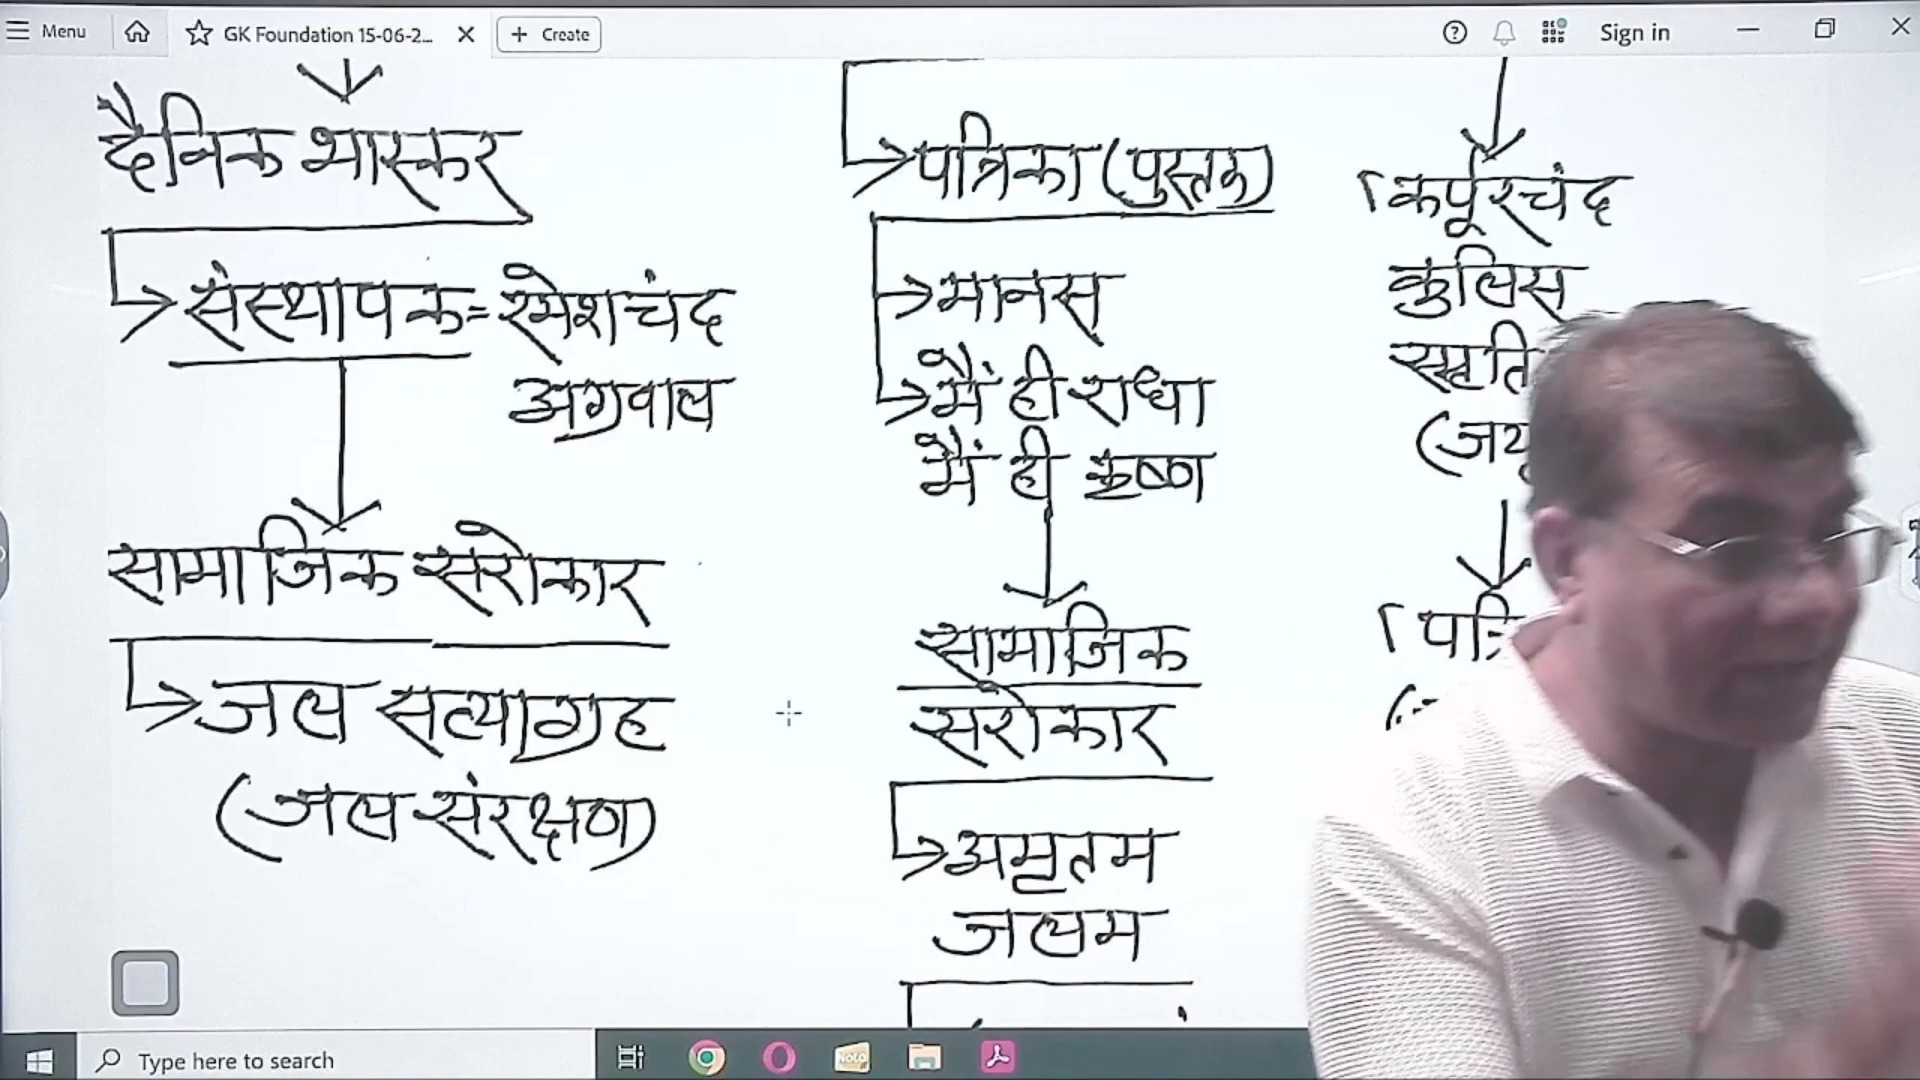 Menu
GK Foundation 15-06-2...
Create
Sign in
दैनिक भास्कर
संस्थापक = रमेशचंद
अग्रवाल
सामाजिक सरोकार
जल सत्याग्रह
(जल संरक्षण)
पत्रिका (पुस्तक)
मानस
मैं ही राधा
मैं ही कृष्ण
सामाजिक
सरोकार
अमृतम
जलम
कर्पूरचंद
कुलिस
Type here to search